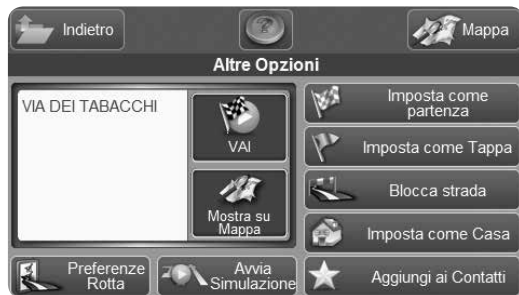 Indietro
Mappa
Altre Opzioni
VIA DEI TABACCHI
VAI
Mostra su
Mappa
Imposta come
partenza
Imposta come Tappa
Blocca strada
Imposta come Casa
Preferenze
Rotta
Avvia
Simulazione
Aggiungi ai Contatti